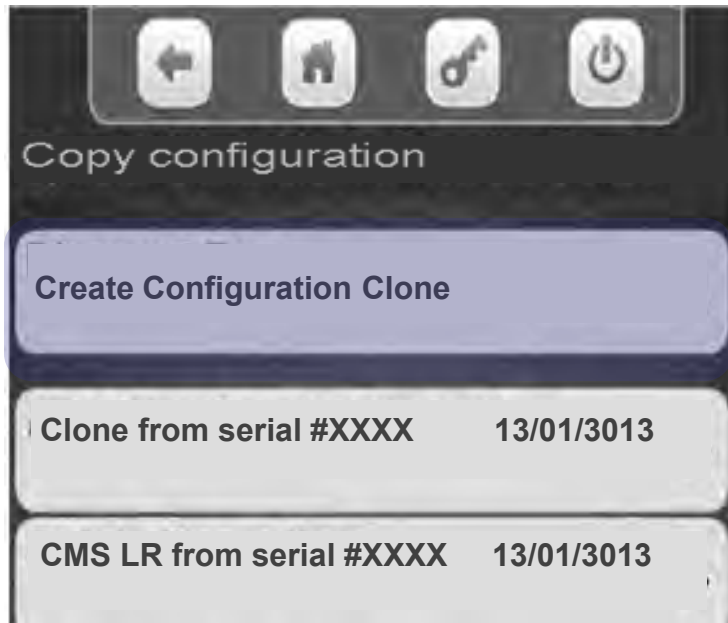 Copy configuration
Create Configuration Clone
Clone from serial #XXXX 13/01/3013
CMS LR from serial #XXXX 13/01/3013